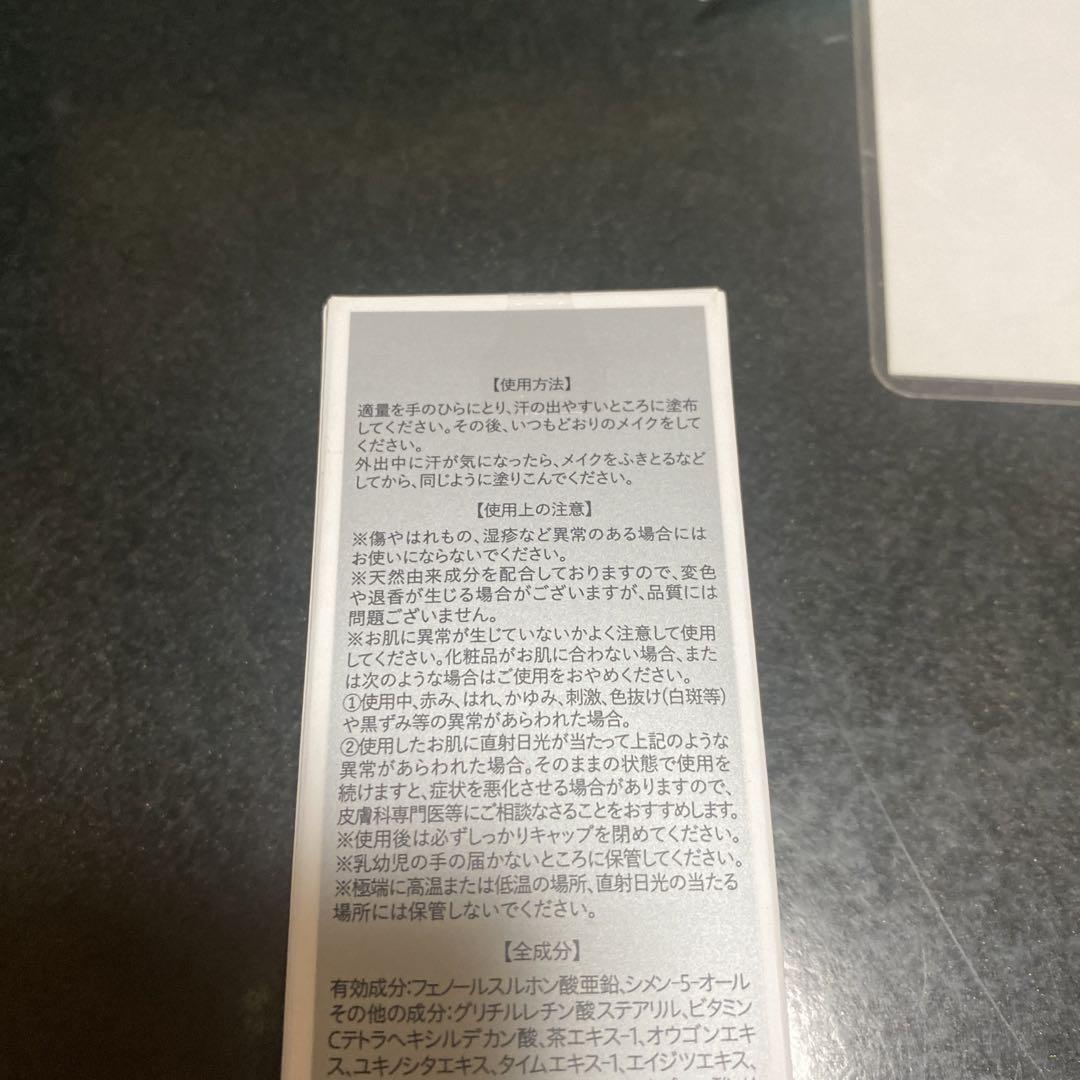 【使用方法】
適量を手のひらにとり、汗の出やすいところに塗布
してください。その後、いつもどおりのメイクをして
ください。
外出中に汗が気になったら、メイクをふきとるなど
してから、同じように塗りこんでください。
【使用上の注意】
※傷やはれもの、湿疹など異常のある場合には
お使いにならないでください。
※天然由来成分を配合しておりますので、変色
や退香が生じる場合がございますが、品質には
問題ございません。
※お肌に異常が生じていないかよく注意して使用
してください。化粧品がお肌に合わない場合、また
は次のような場合はご使用をおやめください。
①使用中、赤み、はれ、かゆみ、刺激、色抜け(白斑等)
や黒ずみ等の異常があらわれた場合。
②使用したお肌に直射日光が当たって上記のような
異常があらわれた場合。そのままの状態で使用を
続けますと、症状を悪化させる場合がありますので、
皮膚科専門医等にご相談なさることをおすすめします。
※使用後は必ずしっかりキャップを閉めてください。
※乳幼児の手の届かないところに保管してください。
※極端に高温または低温の場所、直射日光の当たる
場所には保管しないでください。
【全成分】
有効成分:フェノールスルホン酸亜鉛、シメン-5-オール
その他の成分:グリチルレチン酸ステアリル、ビタミン
Cテトラヘキシルデカン酸、茶エキス-1、オウゴンエキ
ス、ユキノシタエキス、タイムエキス-1、エイジツエキス、